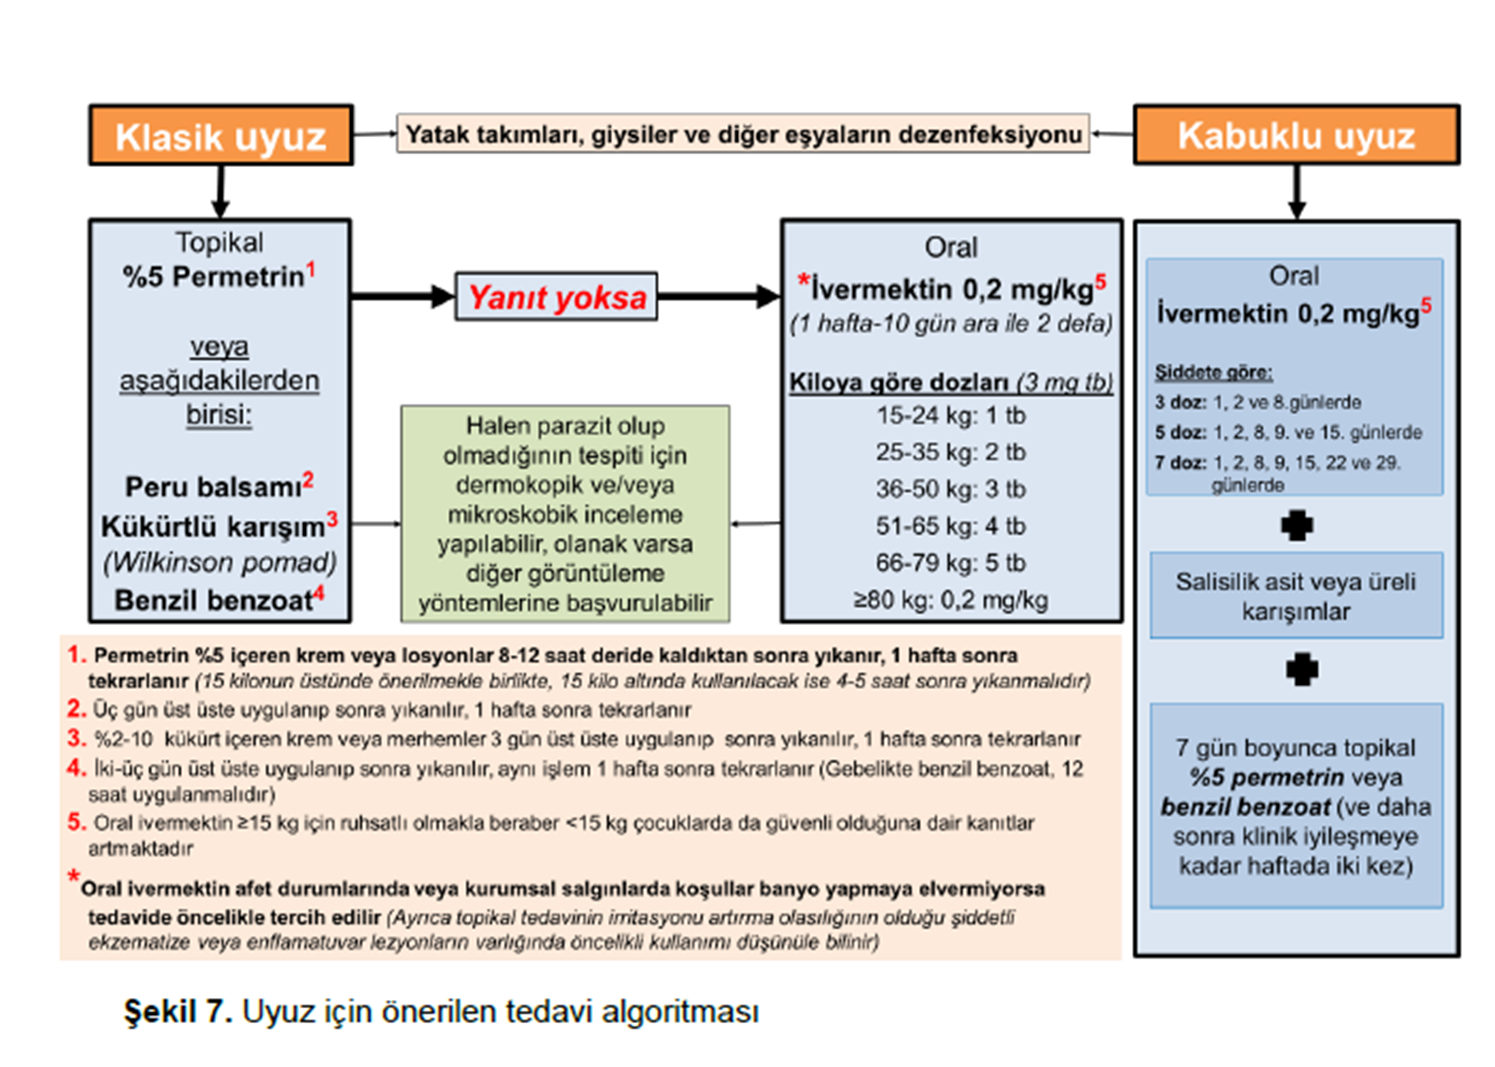 Klasik uyuz
Yatak takımları, giysiler ve diğer eşyaların dezenfeksiyonu
Kabuklu uyuz
Topikal
%5 Permetrin1
veya
aşağıdakilerden
birisi:
Peru balsamı2
Kükürtlü karışım3
(Wilkinson pomad)
Benzil benzoat4
Yanıt yoksa
Halen parazit olup
olmadığının tespiti için
dermokopik ve/veya
mikroskobik inceleme
yapılabilir, olanak varsa
diğer görüntüleme
yöntemlerine başvurulabilir
Oral
*İvermektin 0,2 mg/kg5
(1 hafta-10 gün ara ile 2 defa)
Kiloya göre dozları (3 mg tb)
15-24 kg: 1 tb
25-35 kg: 2 tb
36-50 kg: 3 tb
51-65 kg: 4 tb
66-79 kg: 5 tb
≥80 kg: 0,2 mg/kg
Oral
İvermektin 0,2 mg/kg5
Şiddete göre:
3 doz: 1, 2 ve 8.günlerde
5 doz: 1, 2, 8, 9. ve 15. günlerde
7 doz: 1, 2, 8, 9, 15, 22 ve 29.
günlerde
Salisilik asit veya üreli
karışımlar
7 gün boyunca topikal
%5 permetrin veya
benzil benzoat (ve daha
sonra klinik iyileşmeye
kadar haftada iki kez)
1. Permetrin %5 içeren krem veya losyonlar 8-12 saat deride kaldıktan sonra yıkanır, 1 hafta sonra
tekrarlanır (15 kilonun üstünde önerilmekle birlikte, 15 kilo altında kullanılacak ise 4-5 saat sonra yıkanmalıdır)
2. Üç gün üst üste uygulanıp sonra yıkanılır, 1 hafta sonra tekrarlanır
3. %2-10 kükürt içeren krem veya merhemler 3 gün üst üste uygulanıp sonra yıkanılır, 1 hafta sonra tekrarlanır
4. İki-üç gün üst üste uygulanıp sonra yıkanılır, aynı işlem 1 hafta sonra tekrarlanır (Gebelikte benzil benzoat, 12
saat uygulanmalıdır)
5. Oral ivermektin ≥15 kg için ruhsatlı olmakla beraber <15 kg çocuklarda da güvenli olduğuna dair kanıtlar
artmaktadır
*Oral ivermektin afet durumlarında veya kurumsal salgınlarda koşullar banyo yapmaya elvermiyorsa
tedavide öncelikle tercih edilir (Ayrıca topikal tedavinin irritasyonu artırma olasılığının olduğu şiddetli
ekzematize veya enflamatuvar lezyonların varlığında öncelikli kullanımı düşünüle bilinir)
Şekil 7. Uyuz için önerilen tedavi algoritması